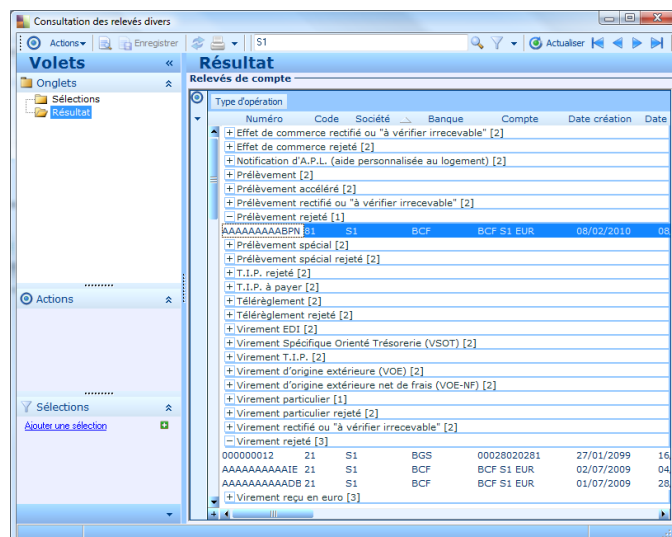 Consultation des relevés divers
Actions Enregistrer S1 Actualiser
Volets «
Résultat
Onglets
Relevés de compte
Sélections
Résultat
Type d'opération
Numéro Code Société Banque Compte Date création Date
Effet de commerce rectifié ou "à vérifier irrecevable" [2]
Effet de commerce rejeté [2]
Notification d'A.P.L. (aide personnalisée au logement) [2]
Prélèvement [2]
Prélèvement accéléré [2]
Prélèvement rectifié ou "à vérifier irrecevable" [2]
Prélèvement rejeté [1]
AAAAAAAAABPN 81 S1 BCF BCF S1 EUR 08/02/2010 08
Prélèvement spécial [2]
Prélèvement spécial rejeté [2]
T.I.P. rejeté [2]
T.I.P. à payer [2]
Télérèglement [2]
Télérèglement rejeté [2]
Virement EDI [2]
Virement Spécifique Orienté Trésorerie (VSOT) [2]
Virement T.I.P. [2]
Virement d'origine extérieure (VOE) [2]
Virement d'origine extérieure net de frais (VOE-NF) [2]
Virement particulier [1]
Virement particulier rejeté [2]
Virement rectifié ou "à vérifier irrecevable" [2]
Virement rejeté [3]
000000012 21 S1 BGS 00028020281 27/01/2099 16
AAAAAAAAAAIE 21 S1 BCF BCF S1 EUR 02/07/2009 04
AAAAAAAAAADB 21 S1 BCF BCF S1 EUR 01/07/2009 28
Virement reçu en euro [3]
Actions
Sélections
Ajouter une sélection